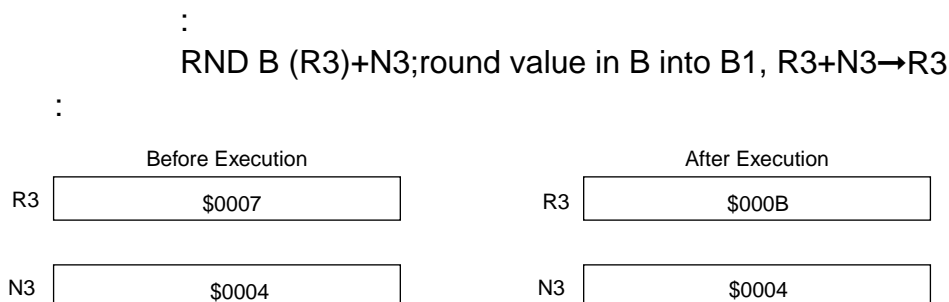 :
RND B (R3)+N3;round value in B into B1, R3+N3→R3
:
Before Execution After Execution
R3 $0007 R3 $000B
N3 $0004 N3 $0004